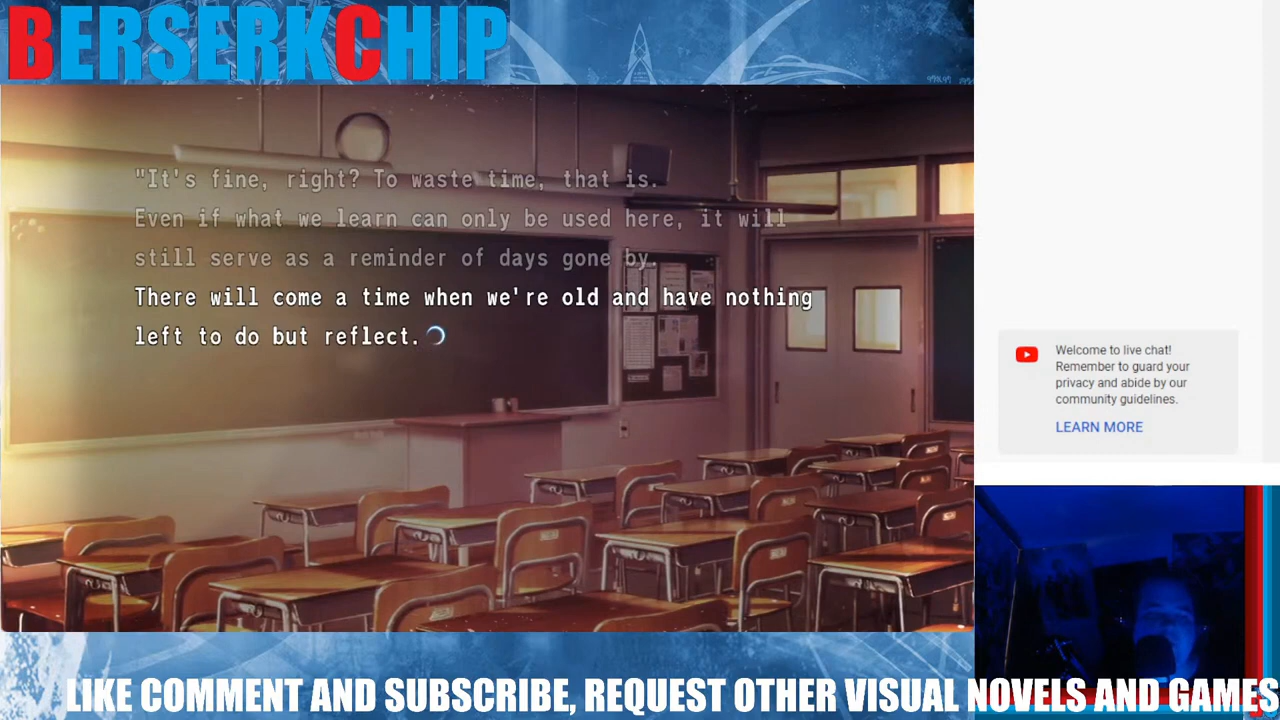 BERSERKCHIP
"It's fine, right? To waste time, that is.
Even if what we learn can only be used here, it will
still serve as a reminder of days gone by.
There will come a time when we're old and have nothing
left to do but reflect.
Welcome to live chat!
Remember to guard your
privacy and abide by our
community guidelines.
LEARN MORE
LIKE COMMENT AND SUBSCRIBE, REQUEST OTHER VISUAL NOVELS AND GAMES